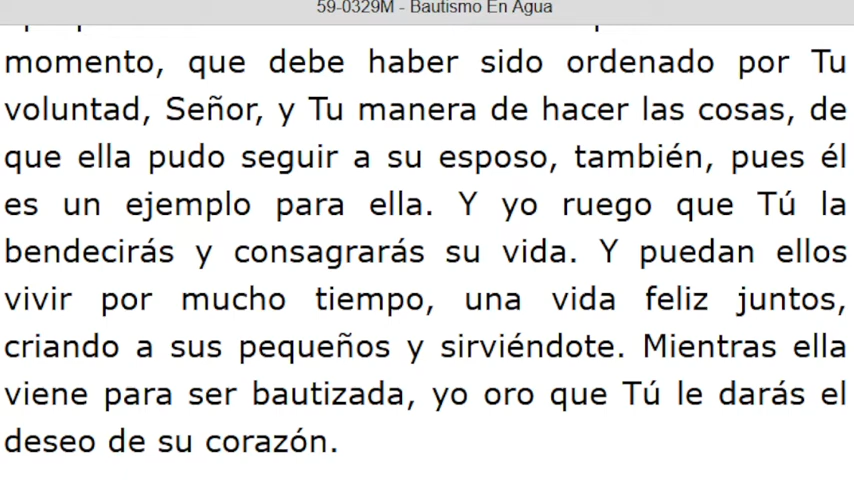 59-0329M - Bautismo En Agua
momento, que debe haber sido ordenado por Tu
voluntad, Señor, y Tu manera de hacer las cosas, de
que ella pudo seguir a su esposo, también, pues él
es un ejemplo para ella. Y yo ruego que Tú la
bendecirás y consagrarás su vida. Y puedan ellos
vivir por mucho tiempo, una vida feliz juntos,
criando a sus pequeños y sirviéndote. Mientras ella
viene para ser bautizada, yo oro que Tú le darás el
deseo de su corazón.